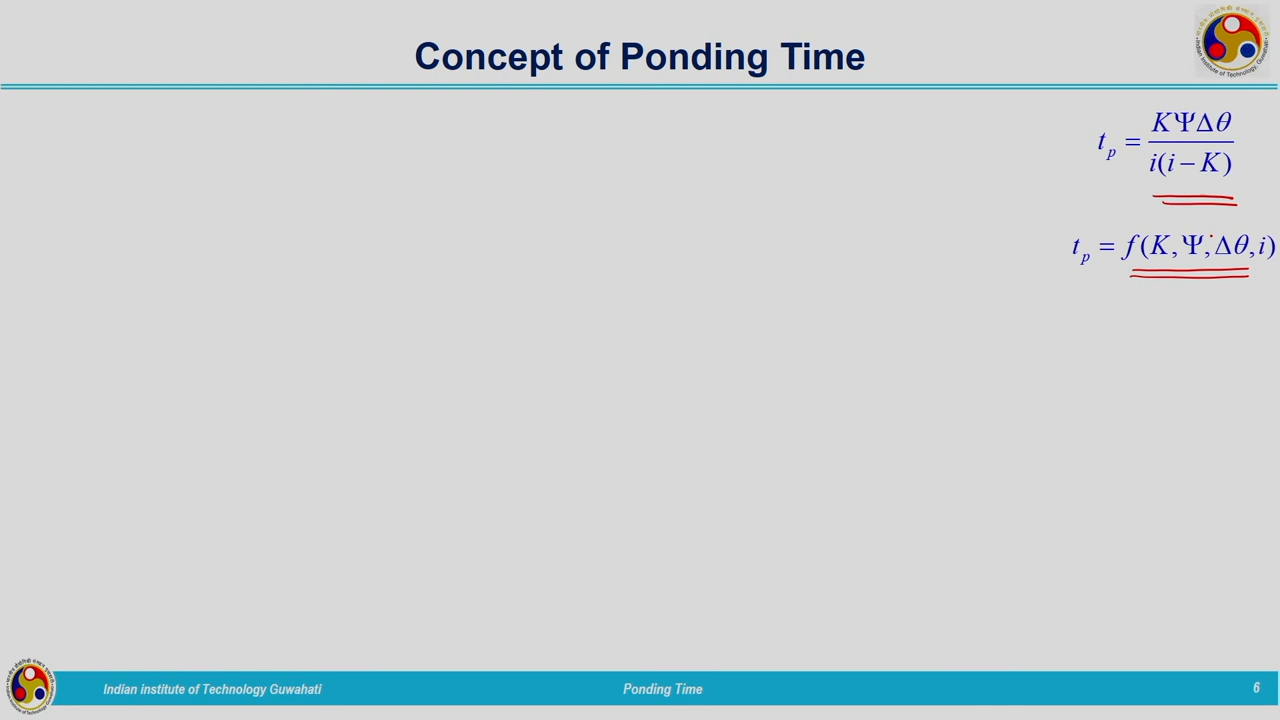 Concept of Ponding Time
t_p = KΨΔθ / i(i − K)
t_p = f(K, Ψ, Δθ, i)
Indian institute of Technology Guwahati
Ponding Time
6